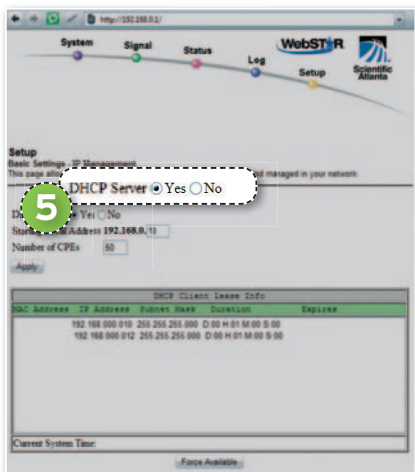 http://192.168.0.1/
System
Signal
Status
Log
Setup
WebSTAR
Scientific Atlanta
Setup
Basic Settings - IP Management
This page allo nd managed in your network
DHCP Server Yes No
5
Yes No
Address 192.168.0. 10
Number of CPEs 50
Apply
DHCP Client Lease Info
MAC Address IP Address Subnet Mask Duration Expires
192.168.000.010 255.255.255.000 D:00 H:01 M:00 S:00
192.168.000.012 255.255.255.000 D:00 H:01 M:00 S:00
Current System Time:
Force Available